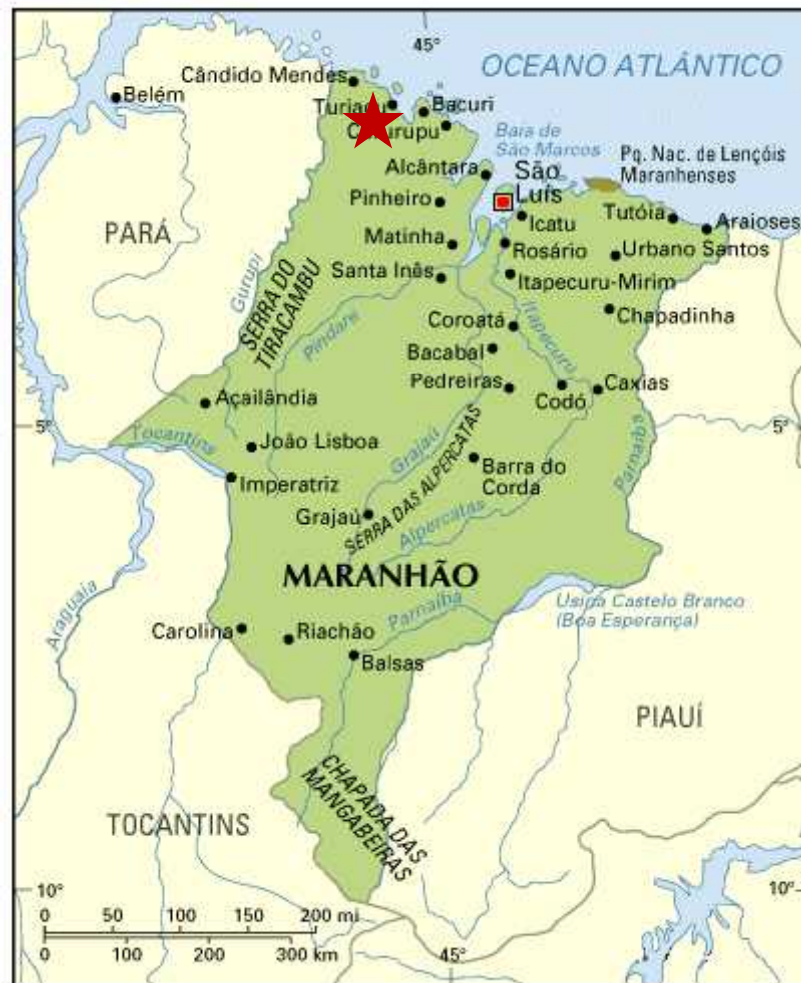 45°
OCEANO ATLÂNTICO
Cândido Mendes
Belém
Bacuri
Baía de
São Marcos
Pq. Nac. de Lençóis
Maranhenses
Alcântara
São
Luís
Pinheiro
Icatu
Tutóia
Araioses
PARÁ
Matinha
Rosário
Urbano Santos
Santa Inês
Itapecuru-Mirim
Gurupi
SERRA DO
TIRACAMBU
Pindaré
Coroatá
Itapecuru
Chapadinha
Bacabal
Pedreiras
Codó
Caxias
Açailândia
5°
5°
Tocantins
João Lisboa
Grajaú
SERRA DAS ALPERCATAS
Parnaíba
Imperatriz
Barra do
Corda
Grajaú
Alpercatas
MARANHÃO
Araguaia
Parnaíba
Usina Castelo Branco
(Boa Esperança)
Carolina
Riachão
Balsas
PIAUÍ
CHAPADA DAS
MANGABEIRAS
TOCANTINS
10°
10°
0 50 100 150 200 mi
0 100 200 300 km
45°